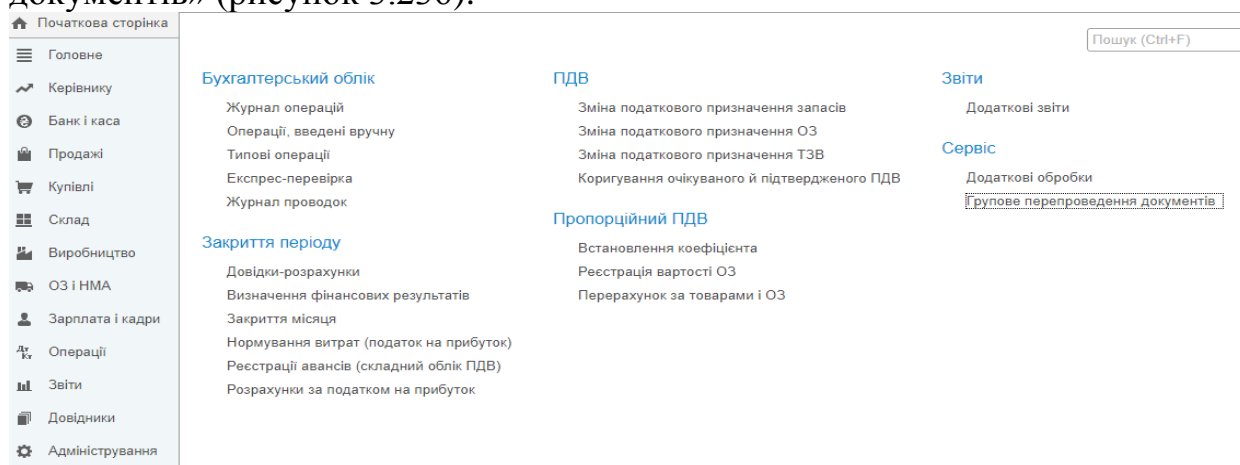 документів» (рисунок 3.236).
Початкова сторінка
Головне
Керівнику
Банк і каса
Продажі
Купівлі
Склад
Виробництво
ОЗ і НМА
Зарплата і кадри
Дт Кт Операції
Звіти
Довідники
Адміністрування
Пошук (Ctrl+F)
Бухгалтерський облік
Журнал операцій
Операції, введені вручну
Типові операції
Експрес-перевірка
Журнал проводок
Закриття періоду
Довідки-розрахунки
Визначення фінансових результатів
Закриття місяця
Нормування витрат (податок на прибуток)
Реєстрації авансів (складний облік ПДВ)
Розрахунки за податком на прибуток
ПДВ
Зміна податкового призначення запасів
Зміна податкового призначення ОЗ
Зміна податкового призначення ТЗВ
Коригування очікуваного й підтвердженого ПДВ
Пропорційний ПДВ
Встановлення коефіцієнта
Реєстрація вартості ОЗ
Перерахунок за товарами і ОЗ
Звіти
Додаткові звіти
Сервіс
Додаткові обробки
Групове перепроведення документів